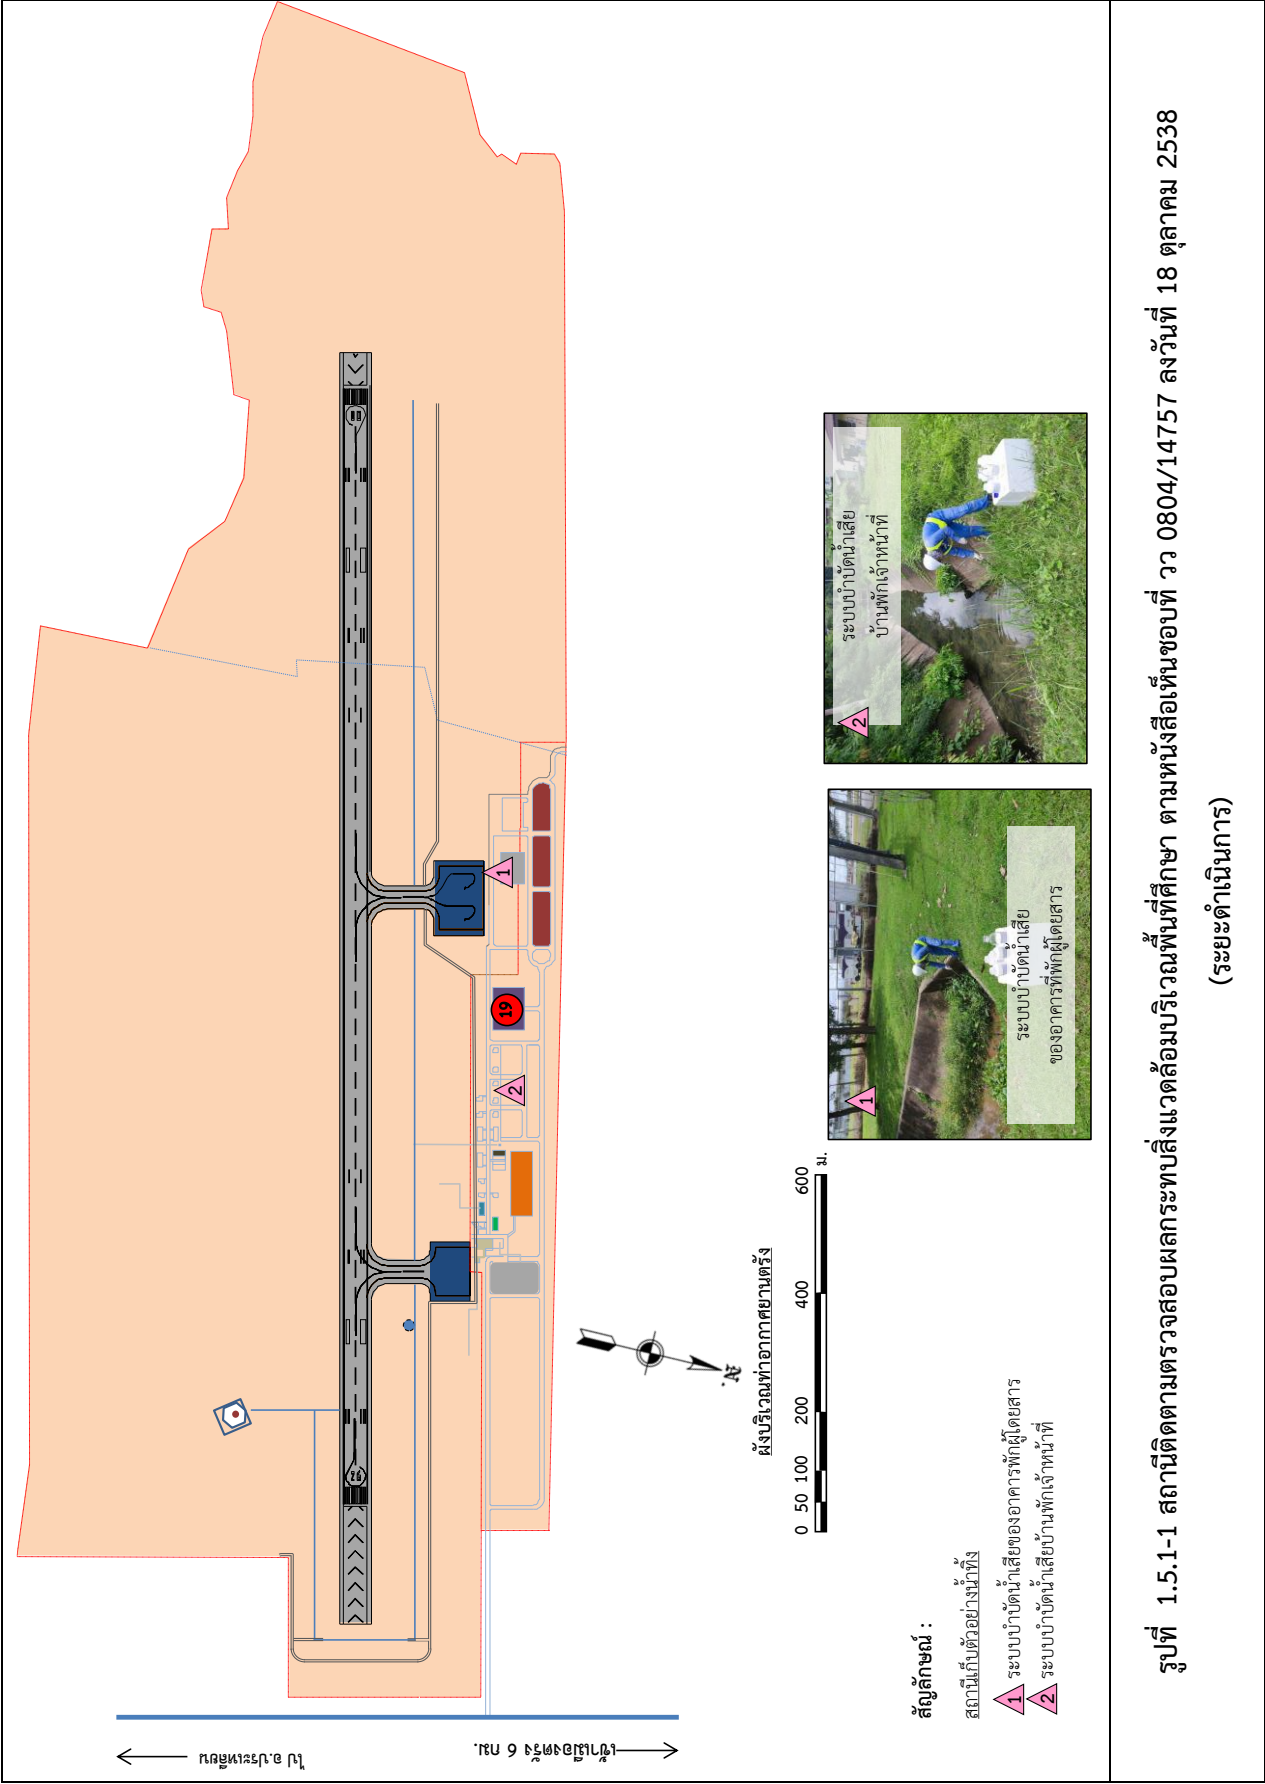 ไป อ.ปะเหลียน
เข้าเมืองตรัง 6 กม.
19
1
2
N.
ผังบริเวณท่าอากาศยานตรัง
0 50 100 200 400 600 ม.
1
ระบบบำบัดน้ำเสีย
ของอาคารที่พักผู้โดยสาร
2
ระบบบำบัดน้ำเสีย
บ้านพักเจ้าหน้าที่
สัญลักษณ์ :
สถานีเก็บตัวอย่างน้ำทิ้ง
1 ระบบบำบัดน้ำเสียของอาคารพักผู้โดยสาร
2 ระบบบำบัดน้ำเสียบ้านพักเจ้าหน้าที่
รูปที่ 1.5.1-1 สถานีติดตามตรวจสอบผลกระทบสิ่งแวดล้อมบริเวณพื้นที่ศึกษา ตามหนังสือเห็นชอบที่ วว 0804/14757 ลงวันที่ 18 ตุลาคม 2538
(ระยะดำเนินการ)